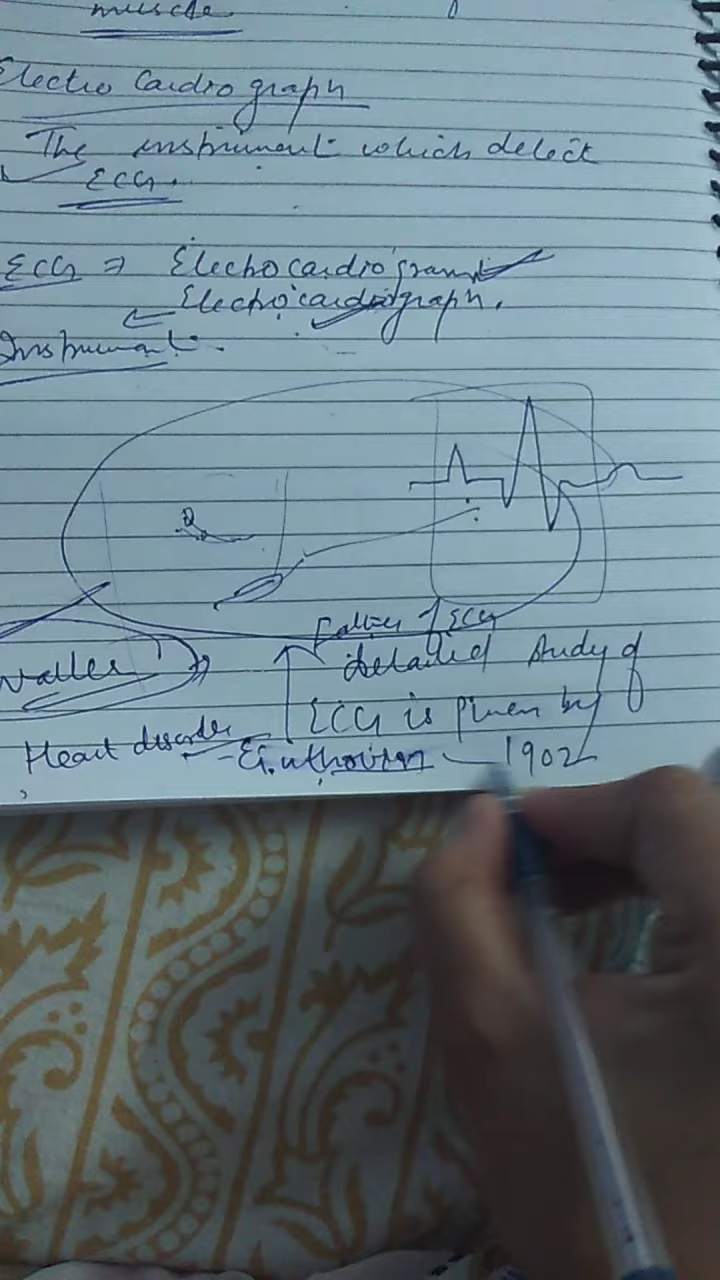 muscle
Electro Cardiograph
The instrument which detect
ECG.
ECG ⇒ Electrocardiogram
Electrocardiograph.
Instrument.
Father of ECG
waller
detailed study of
ECG is given by
Heart disorder
- Einthoven — 1902